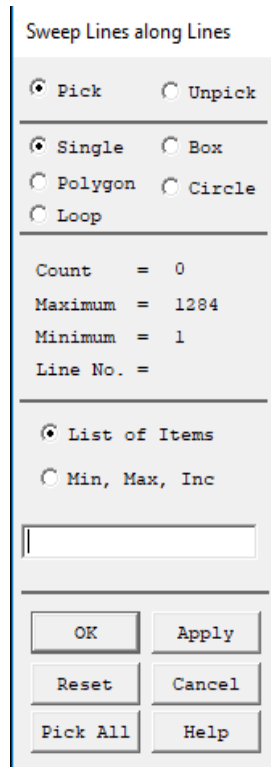 Sweep Lines along Lines
Pick Unpick
Single Box
Polygon Circle
Loop
Count = 0
Maximum = 1284
Minimum = 1
Line No. =
List of Items
Min, Max, Inc
OK Apply
Reset Cancel
Pick All Help